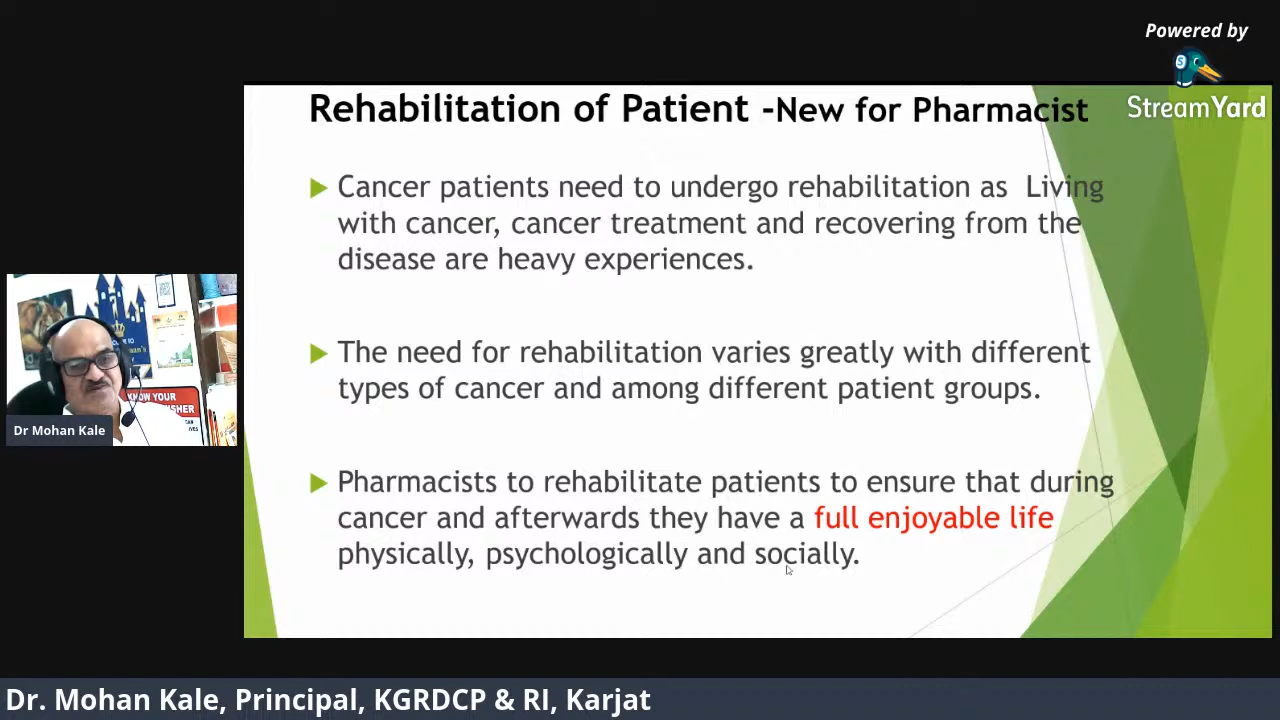 Powered by
StreamYard
Rehabilitation of Patient -New for Pharmacist
Cancer patients need to undergo rehabilitation as Living
with cancer, cancer treatment and recovering from the
disease are heavy experiences.
The need for rehabilitation varies greatly with different
types of cancer and among different patient groups.
Pharmacists to rehabilitate patients to ensure that during
cancer and afterwards they have a full enjoyable life
physically, psychologically and socially.
KNOW YOUR
Dr Mohan Kale
Dr. Mohan Kale, Principal, KGRDCP & RI, Karjat